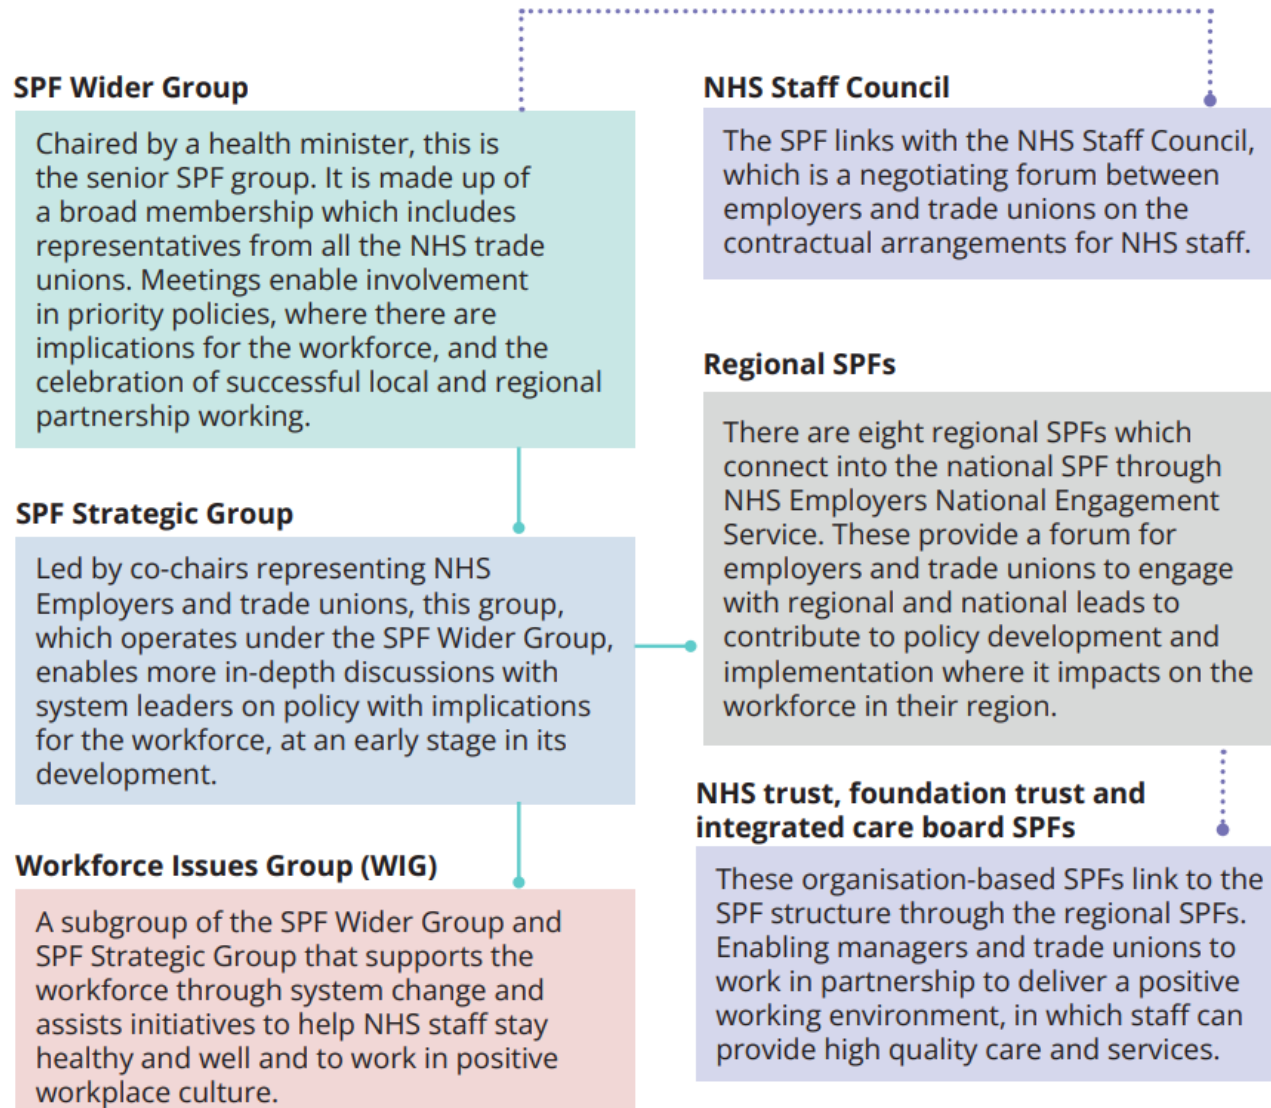 SPF Wider Group
Chaired by a health minister, this is
the senior SPF group. It is made up of
a broad membership which includes
representatives from all the NHS trade
unions. Meetings enable involvement
in priority policies, where there are
implications for the workforce, and the
celebration of successful local and regional
partnership working.
SPF Strategic Group
Led by co-chairs representing NHS
Employers and trade unions, this group,
which operates under the SPF Wider Group,
enables more in-depth discussions with
system leaders on policy with implications
for the workforce, at an early stage in its
development.
Workforce Issues Group (WIG)
A subgroup of the SPF Wider Group and
SPF Strategic Group that supports the
workforce through system change and
assists initiatives to help NHS staff stay
healthy and well and to work in positive
workplace culture.
NHS Staff Council
The SPF links with the NHS Staff Council,
which is a negotiating forum between
employers and trade unions on the
contractual arrangements for NHS staff.
Regional SPFs
There are eight regional SPFs which
connect into the national SPF through
NHS Employers National Engagement
Service. These provide a forum for
employers and trade unions to engage
with regional and national leads to
contribute to policy development and
implementation where it impacts on the
workforce in their region.
NHS trust, foundation trust and
integrated care board SPFs
These organisation-based SPFs link to the
SPF structure through the regional SPFs.
Enabling managers and trade unions to
work in partnership to deliver a positive
working environment, in which staff can
provide high quality care and services.